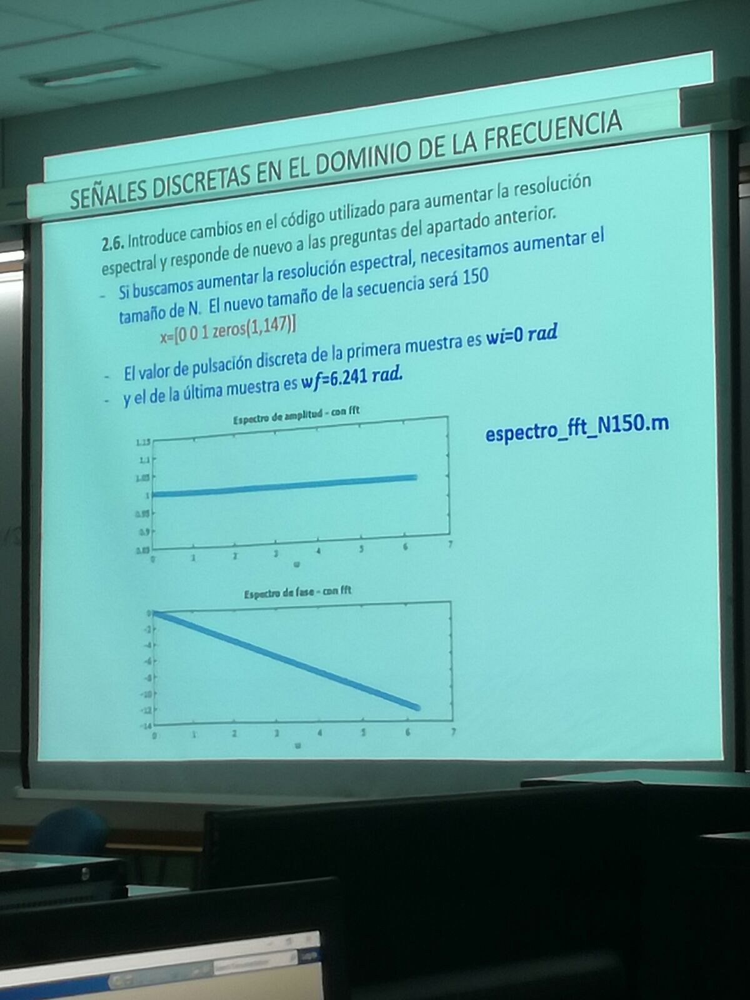 SEÑALES DISCRETAS EN EL DOMINIO DE LA FRECUENCIA
2.6. Introduce cambios en el código utilizado para aumentar la resolución
espectral y responde de nuevo a las preguntas del apartado anterior.
- Si buscamos aumentar la resolución espectral, necesitamos aumentar el
tamaño de N. El nuevo tamaño de la secuencia será 150
x=[0 0 1 zeros(1,147)]
- El valor de pulsación discreta de la primera muestra es wi=0 rad
- y el de la última muestra es wf=6.241 rad.
espectro_fft_N150.m
Espectro de amplitud - con fft
1.15
1.1
1.05
1
0.95
0.9
0.85
0 1 2 3 4 5 6 7
w
Espectro de fase - con fft
0
-2
-4
-6
-8
-10
-12
-14
0 1 2 3 4 5 6 7
w